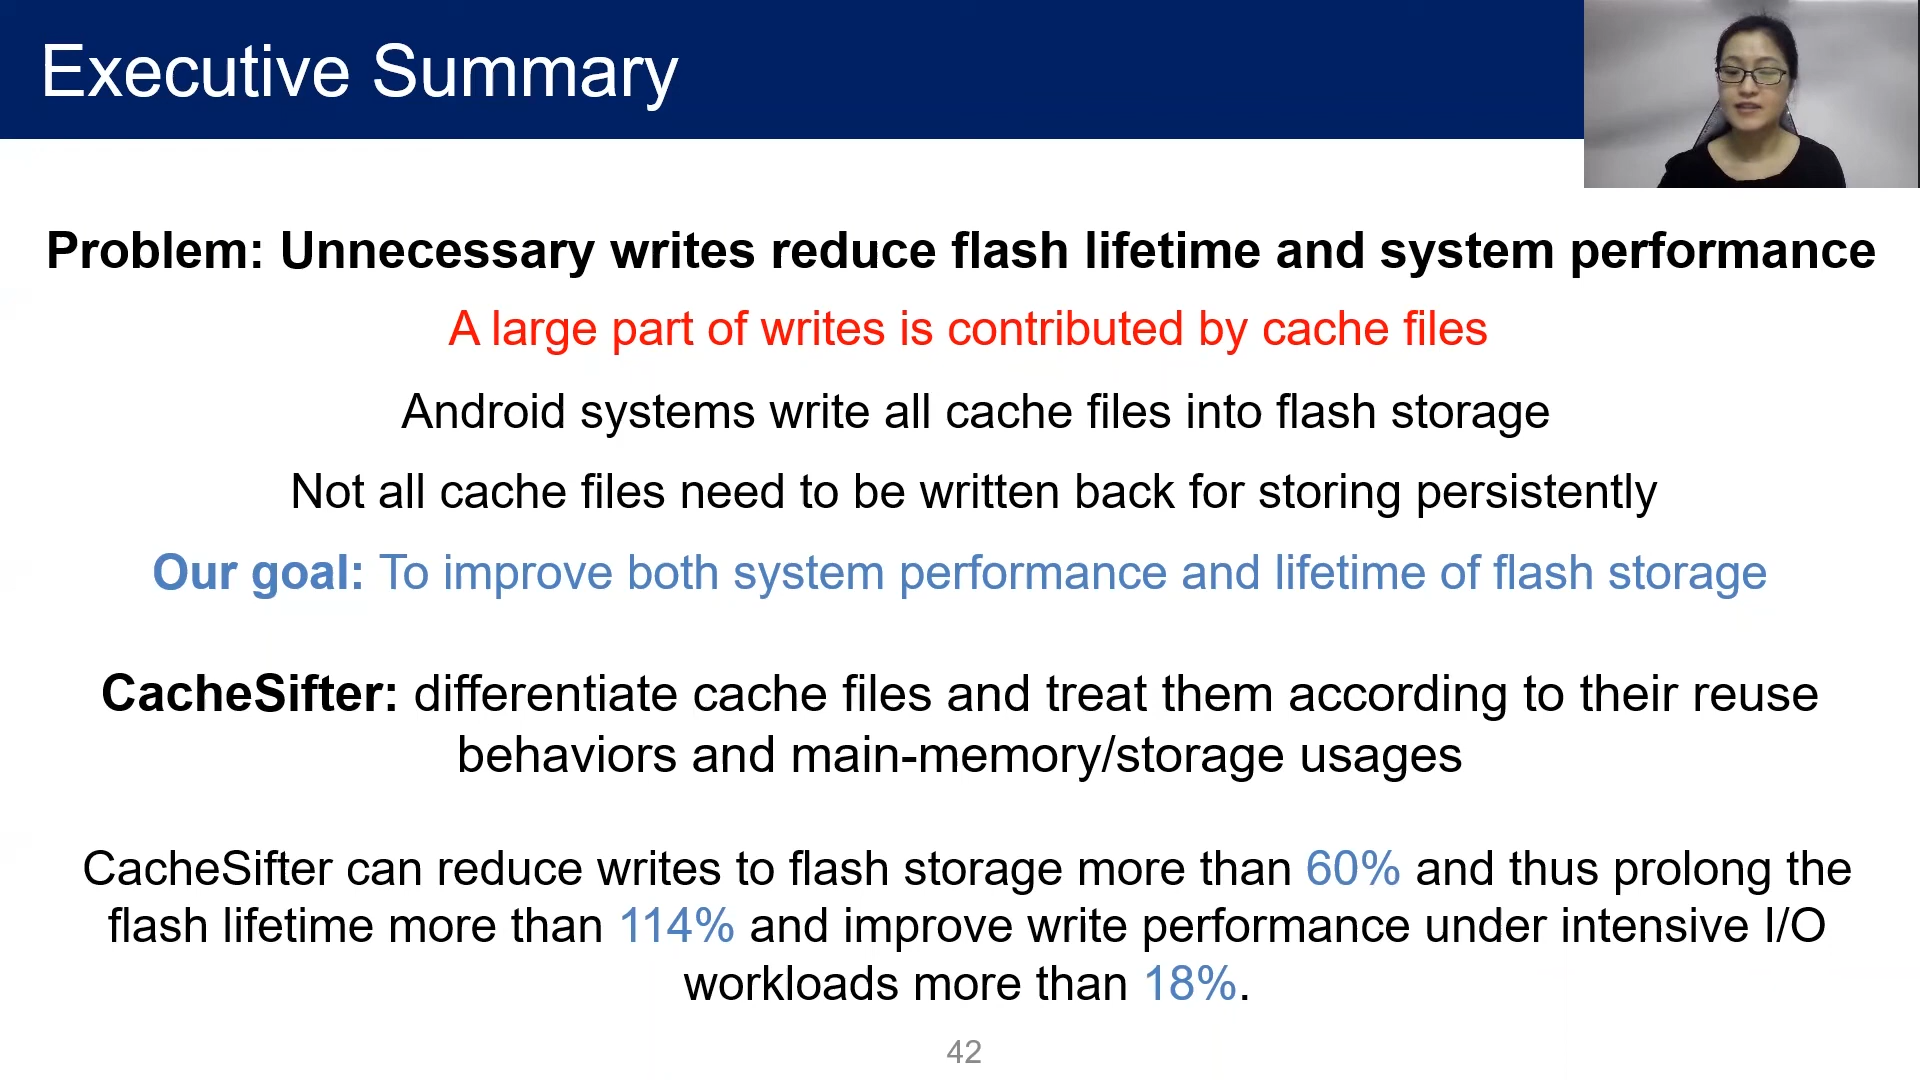 Executive Summary
Problem: Unnecessary writes reduce flash lifetime and system performance
A large part of writes is contributed by cache files
Android systems write all cache files into flash storage
Not all cache files need to be written back for storing persistently
Our goal: To improve both system performance and lifetime of flash storage
CacheSifter: differentiate cache files and treat them according to their reuse
behaviors and main-memory/storage usages
CacheSifter can reduce writes to flash storage more than 60% and thus prolong the
flash lifetime more than 114% and improve write performance under intensive I/O
workloads more than 18%.
42